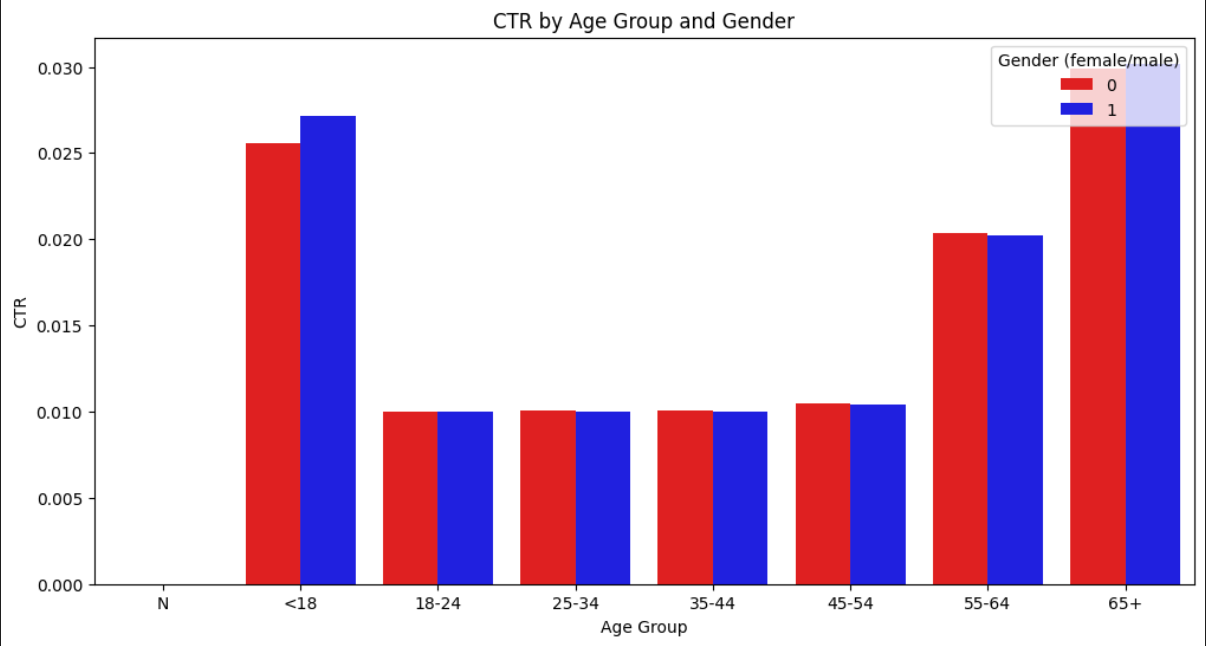 CTR by Age Group and Gender
Gender (female/male)
0
1
0.030
0.025
0.020
0.015
0.010
0.005
0.000
CTR
N <18 18-24 25-34 35-44 45-54 55-64 65+
Age Group